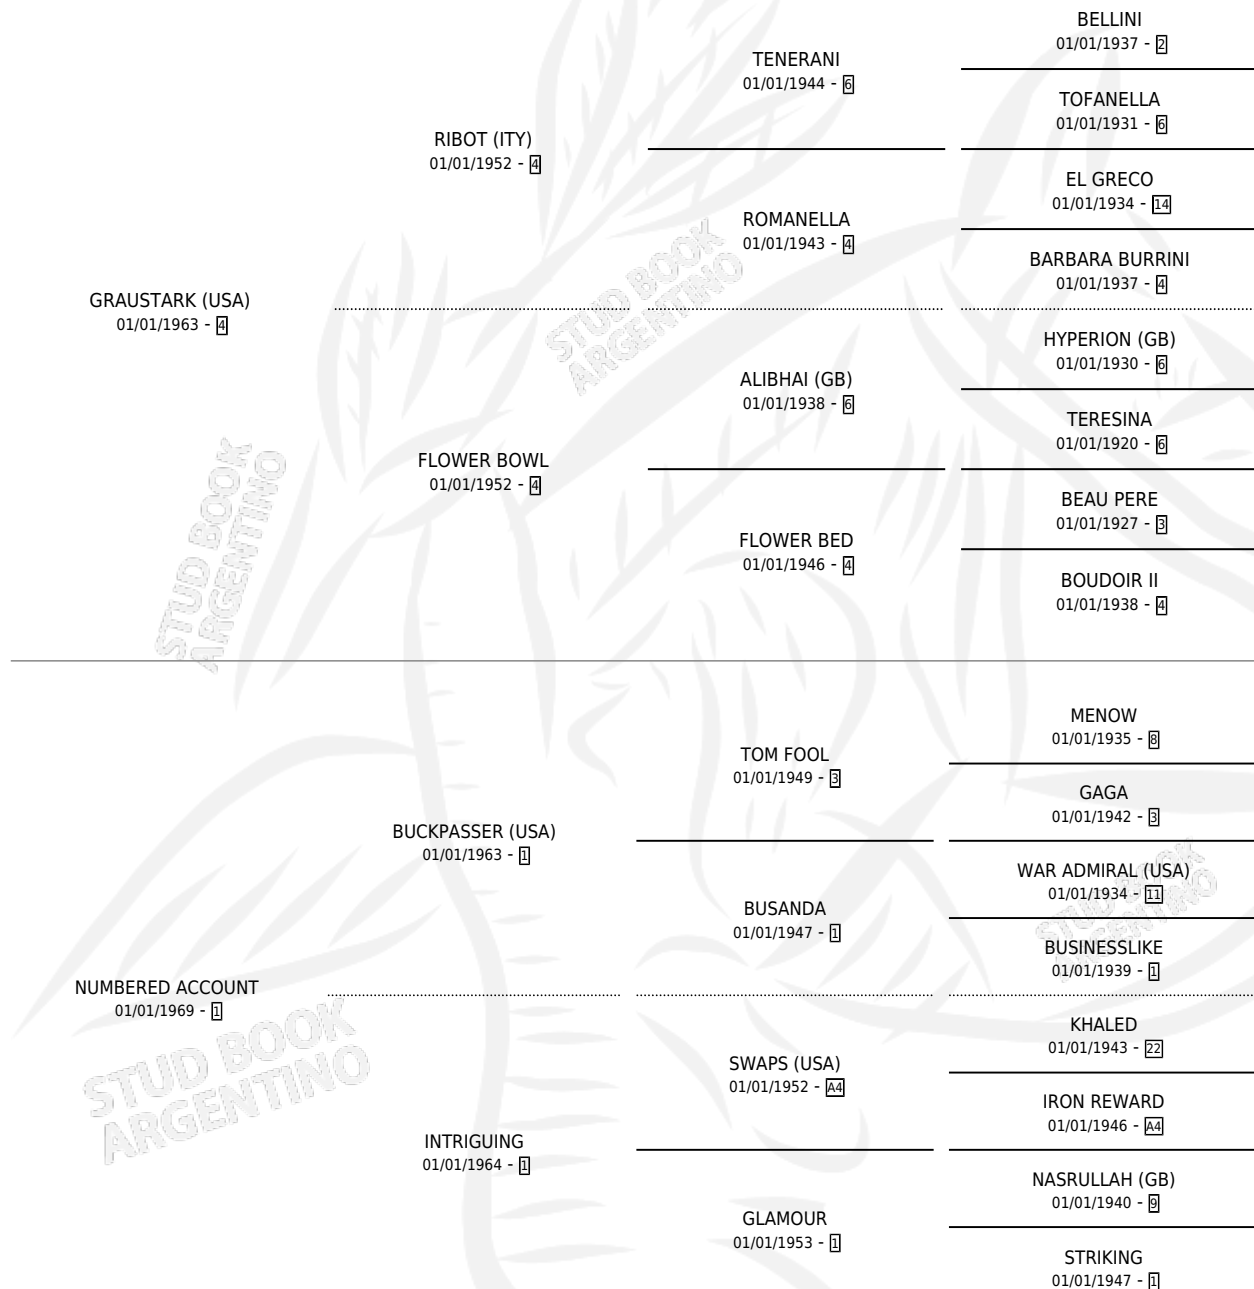 BELLINI
01/01/1937 - 2
TENERANI
01/01/1944 - 6
TOFANELLA
01/01/1931 - 6
RIBOT (ITY)
01/01/1952 - 4
EL GRECO
01/01/1934 - 14
ROMANELLA
01/01/1943 - 4
BARBARA BURRINI
01/01/1937 - 4
GRAUSTARK (USA)
01/01/1963 - 4
HYPERION (GB)
01/01/1930 - 6
ALIBHAI (GB)
01/01/1938 - 6
TERESINA
01/01/1920 - 6
FLOWER BOWL
01/01/1952 - 4
BEAU PERE
01/01/1927 - 3
FLOWER BED
01/01/1946 - 4
BOUDOIR II
01/01/1938 - 4
MENOW
01/01/1935 - 8
TOM FOOL
01/01/1949 - 3
GAGA
01/01/1942 - 3
BUCKPASSER (USA)
01/01/1963 - 1
WAR ADMIRAL (USA)
01/01/1934 - 11
BUSANDA
01/01/1947 - 1
BUSINESSLIKE
01/01/1939 - 1
NUMBERED ACCOUNT
01/01/1969 - 1
KHALED
01/01/1943 - 22
SWAPS (USA)
01/01/1952 - A4
IRON REWARD
01/01/1946 - A4
INTRIGUING
01/01/1964 - 1
NASRULLAH (GB)
01/01/1940 - 9
GLAMOUR
01/01/1953 - 1
STRIKING
01/01/1947 - 1
STUD BOOK
ARGENTINO
STUD BOOK
ARGENTINO
STUD BOOK
ARGENTINO
STUD BOOK
ARGENTINO